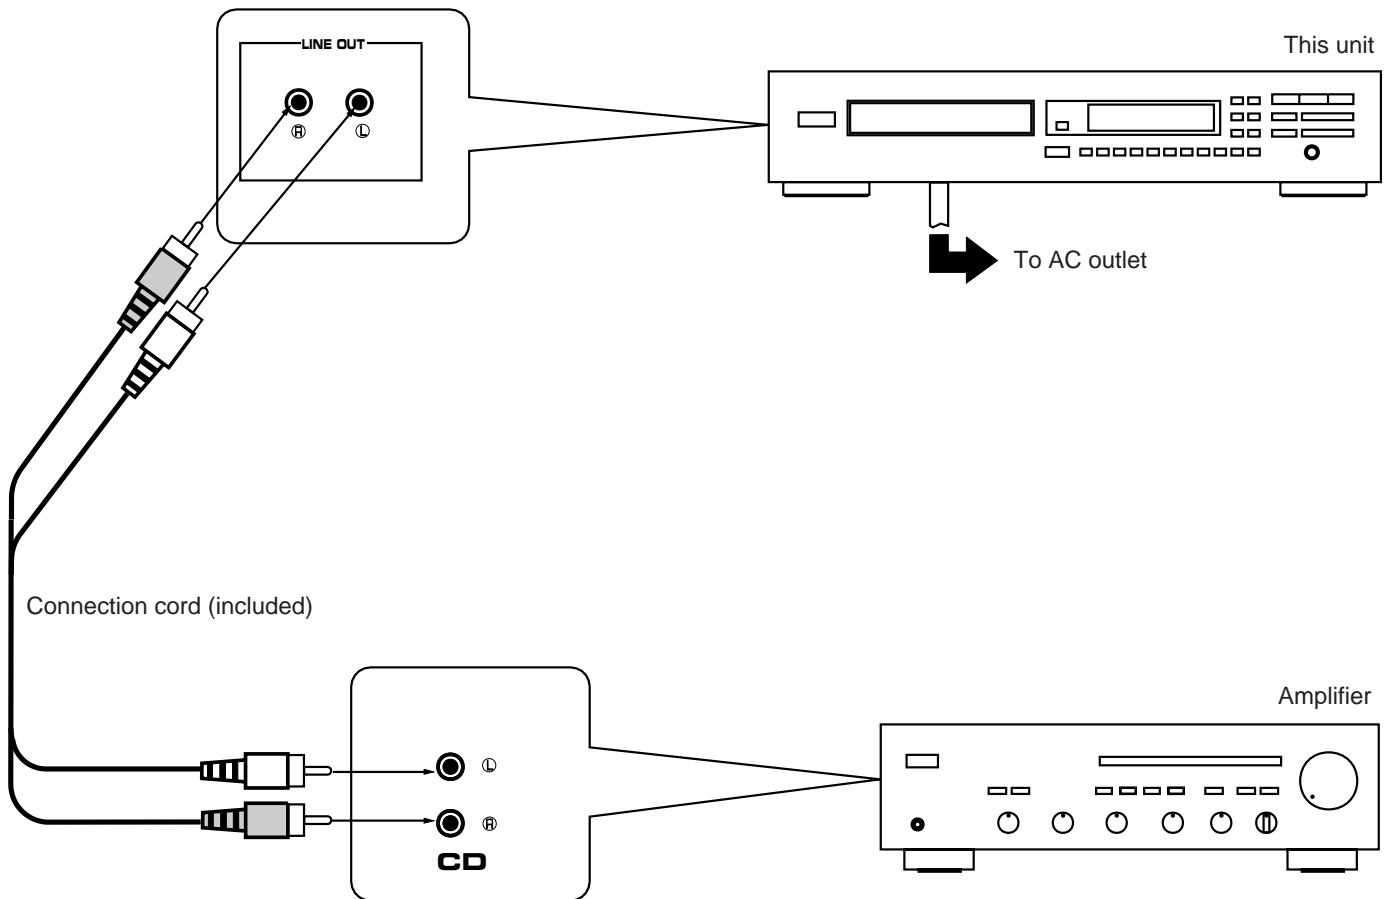 LINE OUT
R L
This unit
To AC outlet
Connection cord (included)
Amplifier
L
R
CD